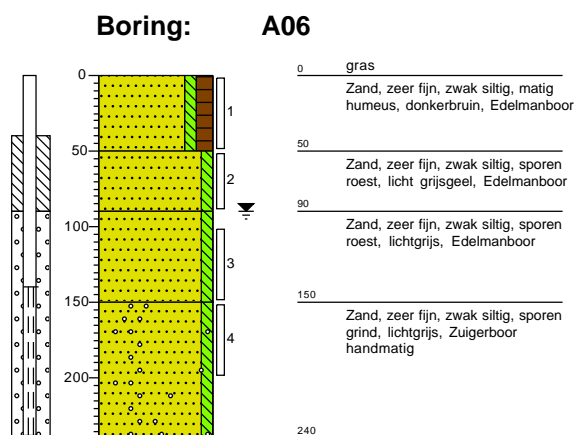 Boring: A06
0
50
100
150
200
1
2
3
4
0 gras
Zand, zeer fijn, zwak siltig, matig
humeus, donkerbruin, Edelmanboor
50
Zand, zeer fijn, zwak siltig, sporen
roest, licht grijsgeel, Edelmanboor
90
Zand, zeer fijn, zwak siltig, sporen
roest, lichtgrijs, Edelmanboor
150
Zand, zeer fijn, zwak siltig, sporen
grind, lichtgrijs, Zuigerboor
handmatig
240